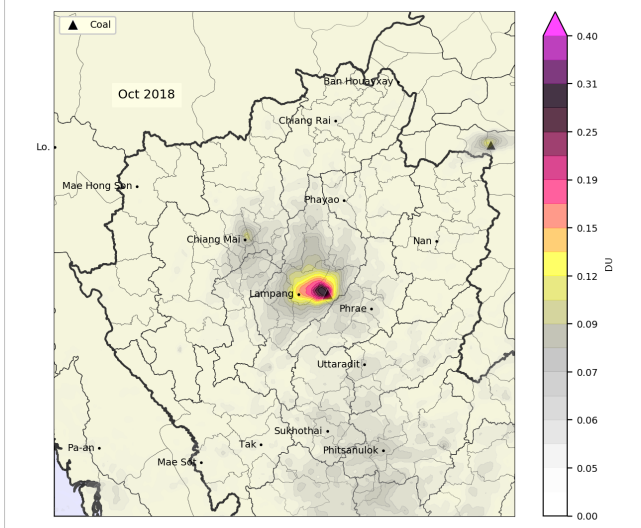 Coal
Oct 2018
Ban Houayxay
Chiang Rai
Lo.
Mae Hong Son
Phayao
Chiang Mai
Nan
Lampang
Phrae
Uttaradit
Sukhothai
Tak
Phitsanulok
Pa-an
Mae Sot
0.40
0.31
0.25
0.19
0.15
0.12
0.09
0.07
0.06
0.05
0.00
DU